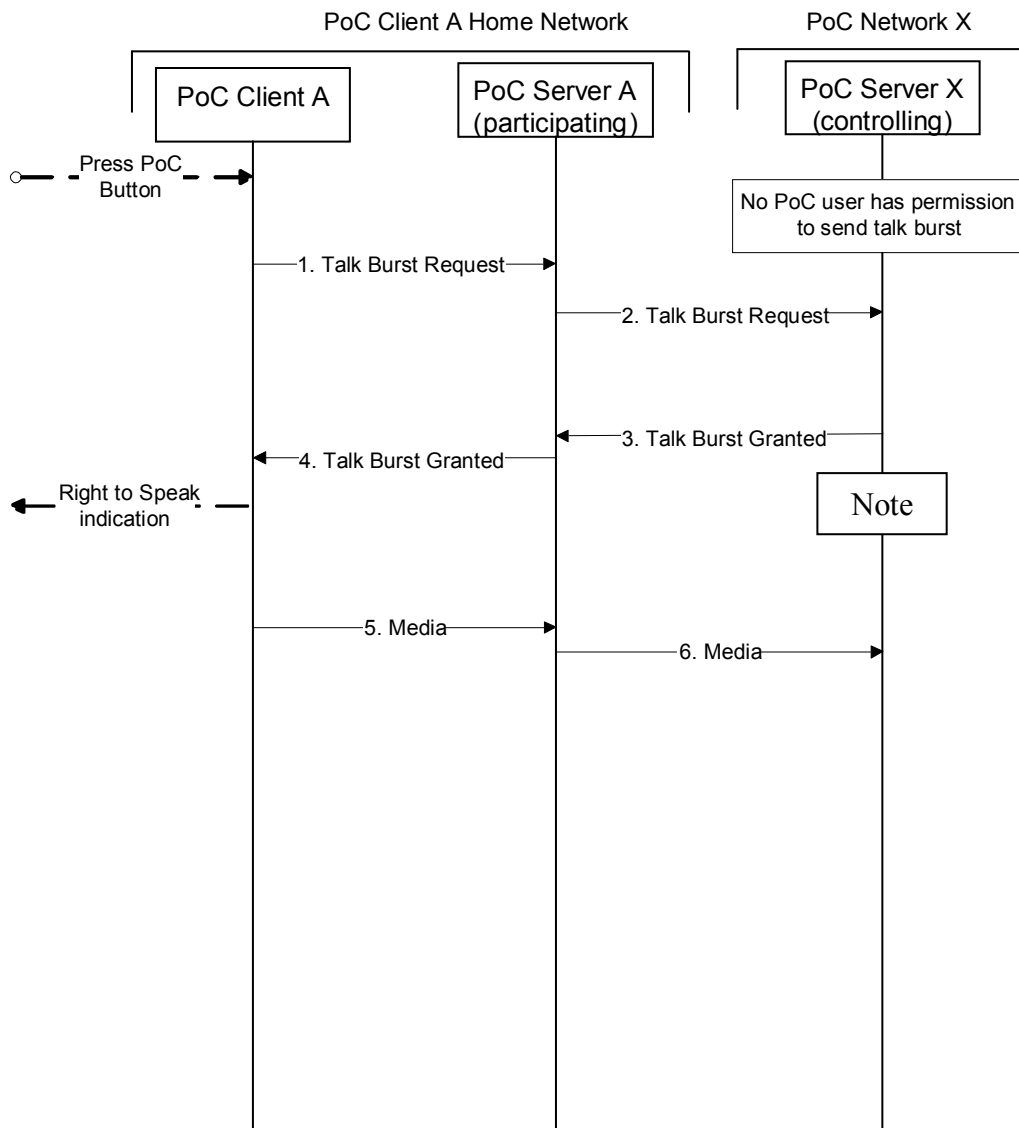 PoC Client A Home Network
PoC Network X
PoC Client A
PoC Server A
(participating)
PoC Server X
(controlling)
Press PoC
Button
No PoC user has permission
to send talk burst
1. Talk Burst Request
2. Talk Burst Request
3. Talk Burst Granted
4. Talk Burst Granted
Right to Speak
indication
Note
5. Media
6. Media